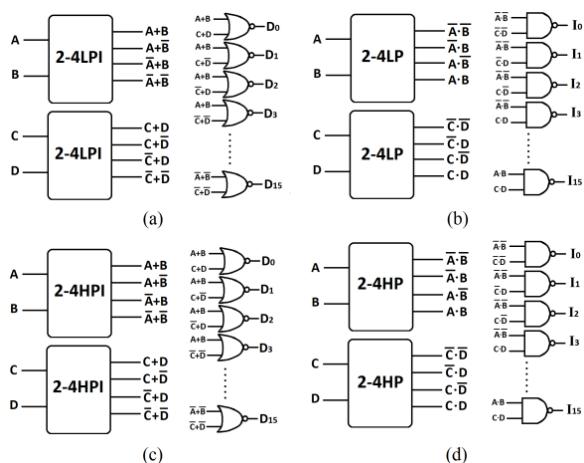 A
B
2-4LPI
A+B
A+B̅
A̅+B
A̅+B̅
C
D
2-4LPI
C+D
C+D̅
C̅+D
C̅+D̅
A+B
C+D
D0
A+B
C+D̅
D1
A+B
C̅+D
D2
A+B
C̅+D̅
D3
A̅+B̅
C̅+D̅
D15
(a)
A
B
2-4LP
A̅·B̅
A̅·B
A·B̅
A·B
C
D
2-4LP
C̅·D̅
C̅·D
C·D̅
C·D
A̅·B̅
C̅·D̅
I0
A̅·B̅
C̅·D
I1
A̅·B̅
C·D̅
I2
A̅·B̅
C·D
I3
A·B
C·D
I15
(b)
A
B
2-4HPI
A+B
A+B̅
A̅+B
A̅+B̅
C
D
2-4HPI
C+D
C+D̅
C̅+D
C̅+D̅
A+B
C+D
D0
A+B
C+D̅
D1
A+B
C̅+D
D2
A+B
C̅+D̅
D3
A̅+B̅
C̅+D̅
D15
(c)
A
B
2-4HP
A̅·B̅
A̅·B
A·B̅
A·B
C
D
2-4HP
C̅·D̅
C̅·D
C·D̅
C·D
A̅·B̅
C̅·D̅
I0
A̅·B̅
C̅·D
I1
A̅·B̅
C·D̅
I2
A̅·B̅
C·D
I3
A·B
C·D
I15
(d)